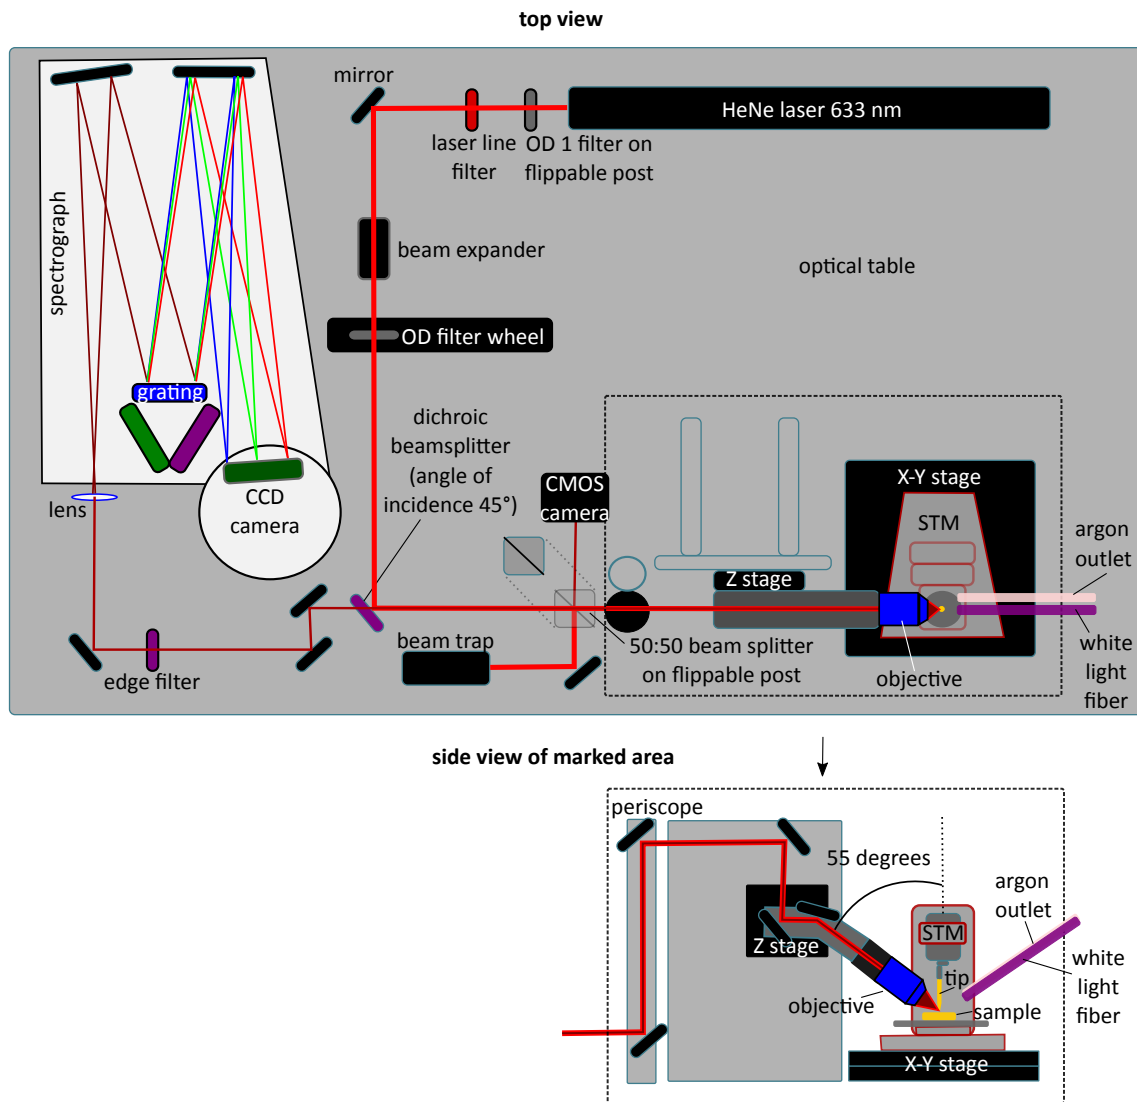 top view
mirror
HeNe laser 633 nm
laser line
filter
OD 1 filter on
flippable post
spectrograph
beam expander
optical table
OD filter wheel
grating
dichroic
beamsplitter
(angle of
incidence 45°)
CMOS
camera
X-Y stage
STM
lens
CCD
camera
argon
outlet
Z stage
beam trap
50:50 beam splitter
on flippable post
objective
white
light
fiber
edge filter
side view of marked area
periscope
55 degrees
argon
outlet
STM
Z stage
white
light
fiber
tip
objective
sample
X-Y stage